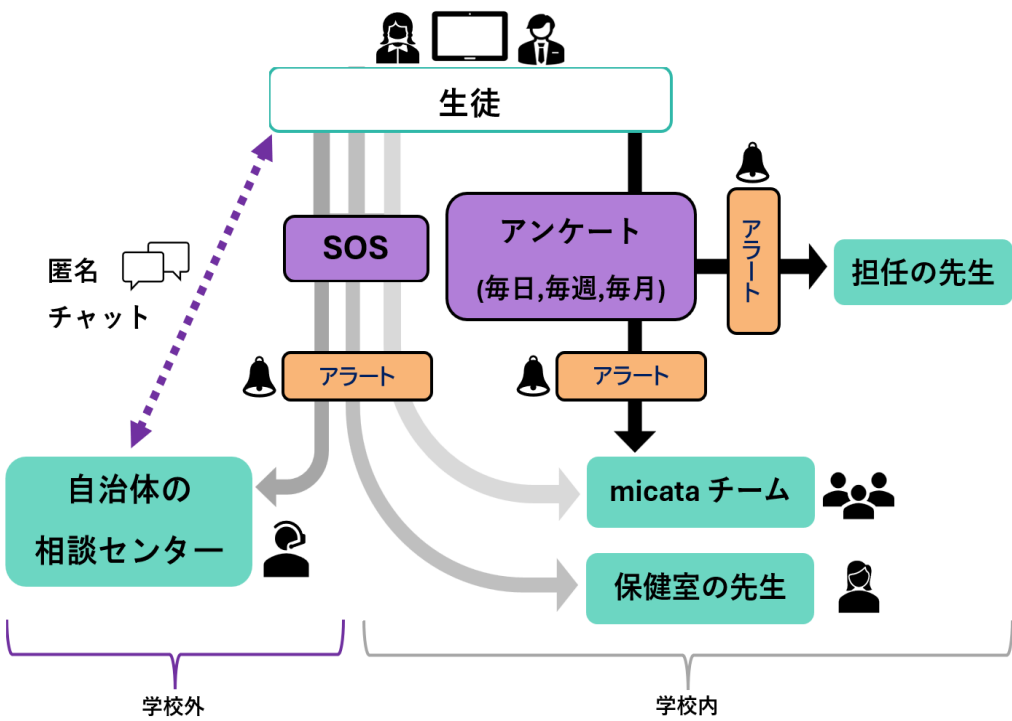 生徒
SOS
アンケート
(毎日,毎週,毎月)
アラート
担任の先生
匿名
チャット
アラート
アラート
自治体の
相談センター
micata チーム
保健室の先生
学校外
学校内